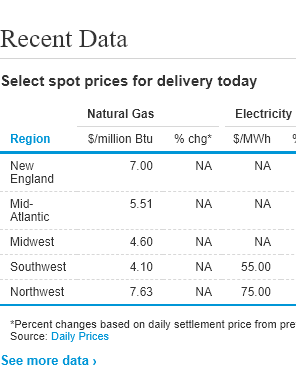 Recent Data
Select spot prices for delivery today
Natural Gas Electricity
Region $/million Btu % chg* $/MWh %
New England 7.00 NA NA
Mid-Atlantic 5.51 NA NA
Midwest 4.60 NA NA
Southwest 4.10 NA 55.00
Northwest 7.63 NA 75.00
*Percent changes based on daily settlement price from pre
Source: Daily Prices
See more data ›